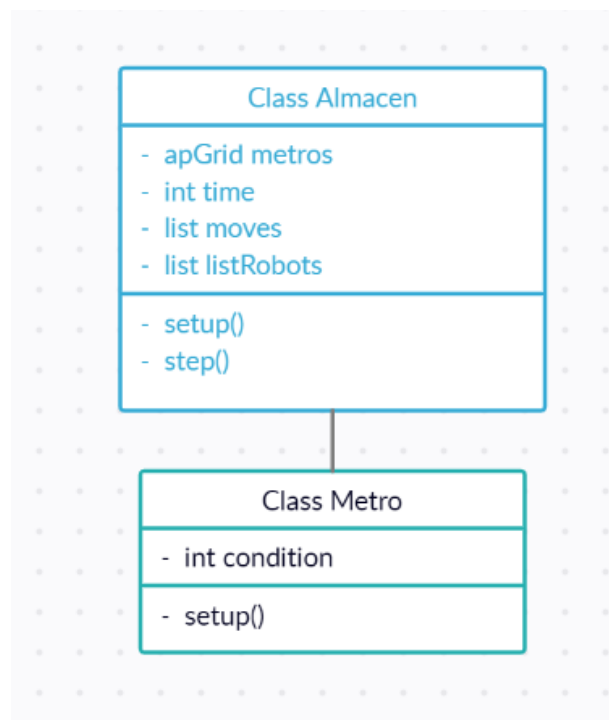 Class Almacen
- apGrid metros
- int time
- list moves
- list listRobots
- setup()
- step()
Class Metro
- int condition
- setup()